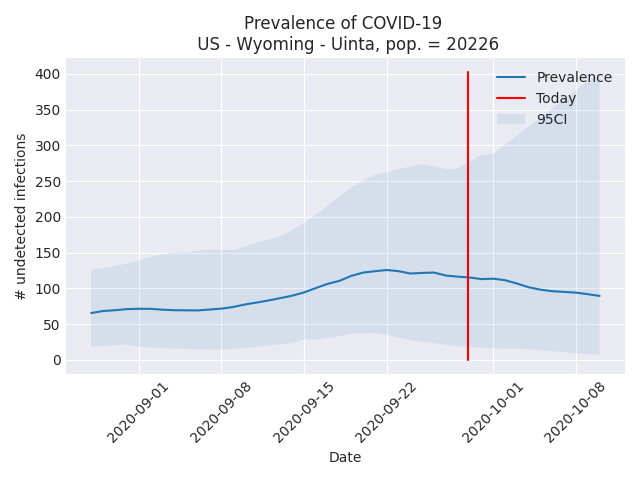 Prevalence of COVID-19
US - Wyoming - Uinta, pop. = 20226
Prevalence
Today
95CI
# undetected infections
400
350
300
250
200
150
100
50
0
2020-09-01
2020-09-08
2020-09-15
2020-09-22
2020-10-01
2020-10-08
Date